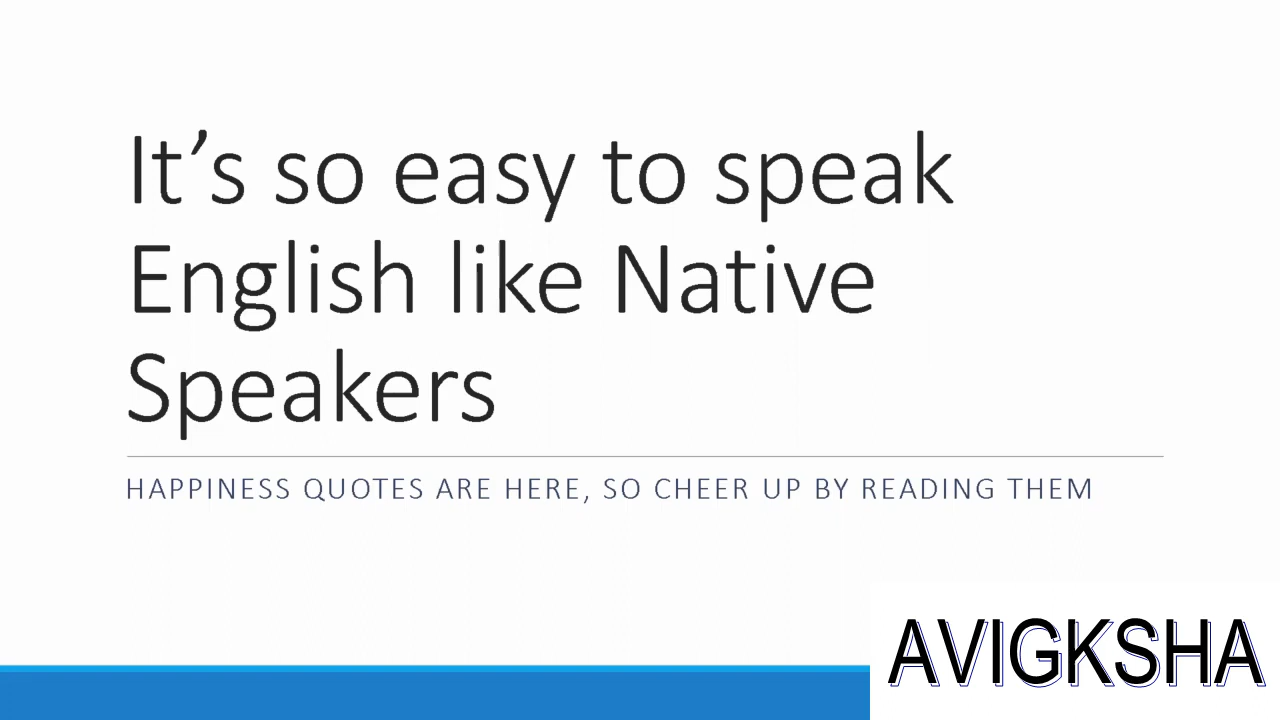 It’s so easy to speak
English like Native
Speakers
HAPPINESS QUOTES ARE HERE, SO CHEER UP BY READING THEM
AVIGKSHA